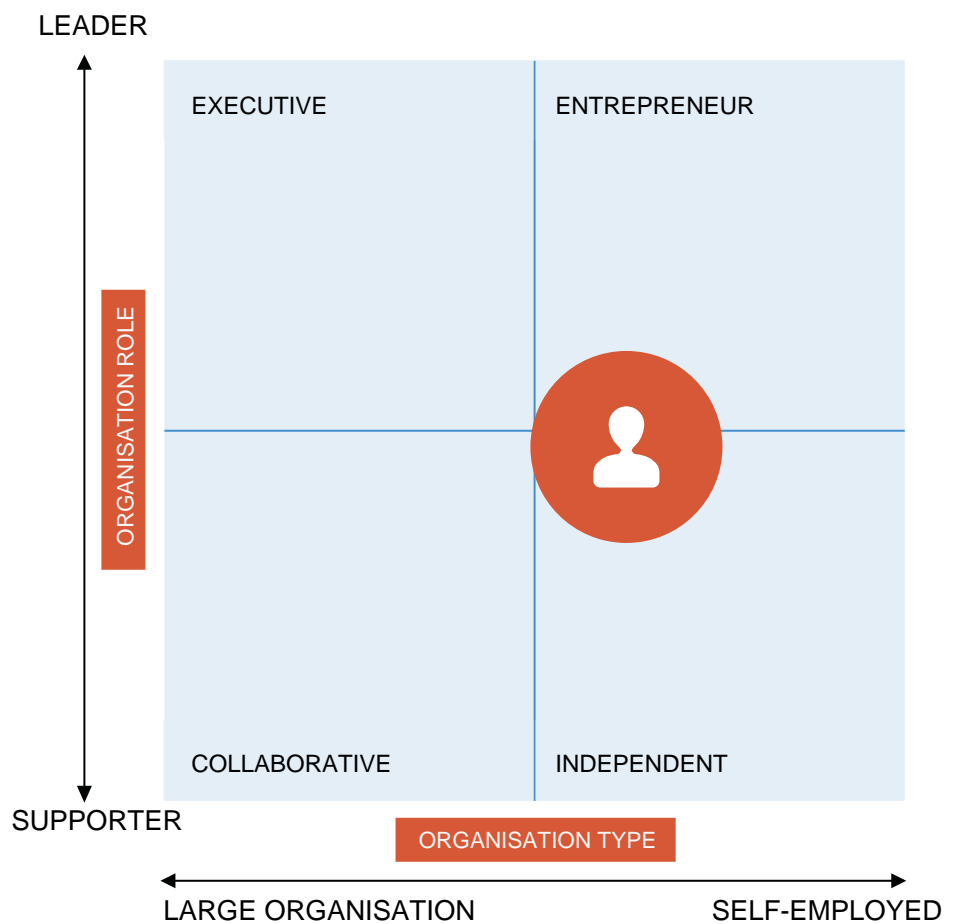 LEADER
EXECUTIVE
ENTREPRENEUR
ORGANISATION ROLE
COLLABORATIVE
INDEPENDENT
SUPPORTER
ORGANISATION TYPE
LARGE ORGANISATION
SELF-EMPLOYED